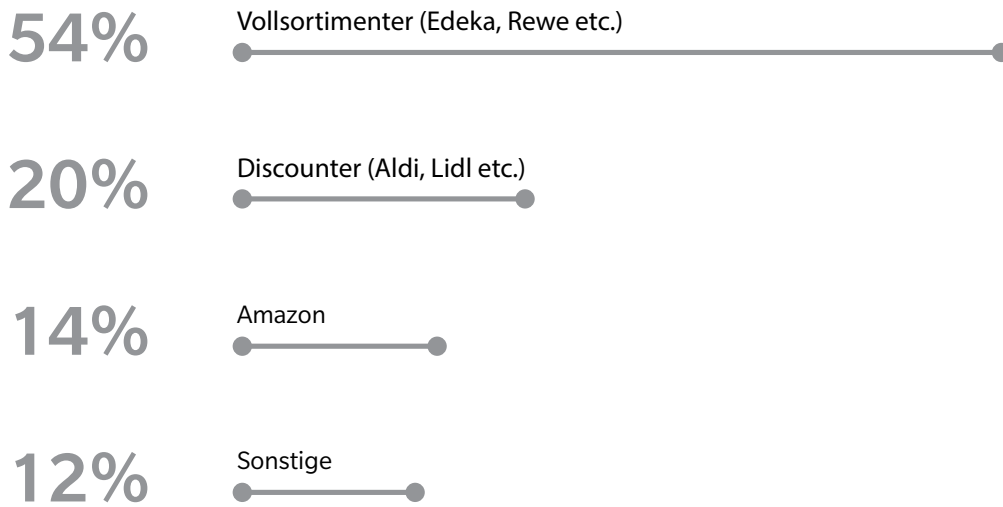 54%
Vollsortimenter (Edeka, Rewe etc.)
20%
Discounter (Aldi, Lidl etc.)
14%
Amazon
12%
Sonstige